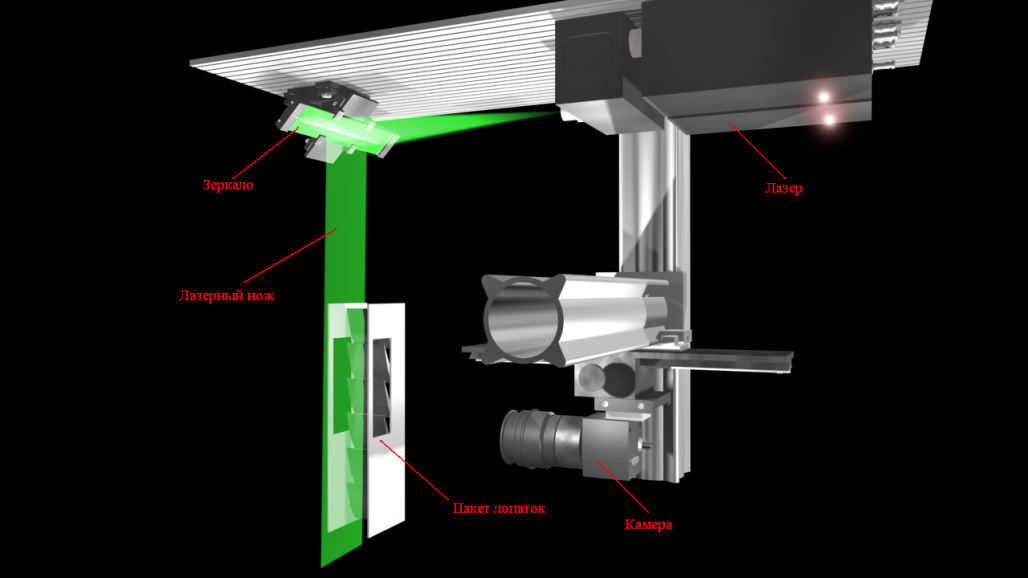 Зеркало
Лазер
Лазерный нож
Пакет лопаток
Камера